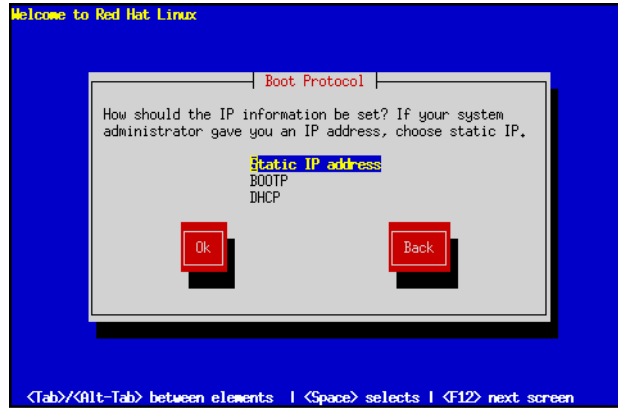 Welcome to Red Hat Linux
Boot Protocol
How should the IP information be set? If your system
administrator gave you an IP address, choose static IP.
Static IP address
BOOTP
DHCP
Ok Back
<Tab>/<Alt-Tab> between elements | <Space> selects | <F12> next screen